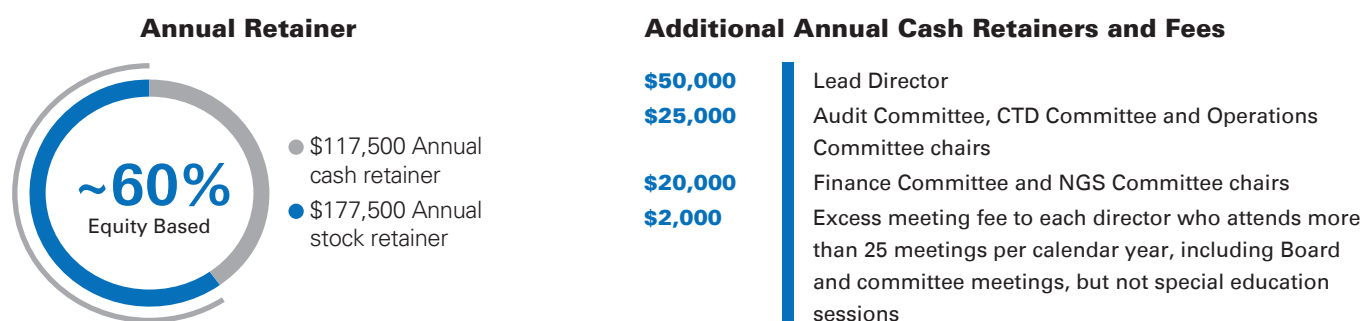 Annual Retainer
~60%
Equity Based
$117,500 Annual
cash retainer
$177,500 Annual
stock retainer
Additional Annual Cash Retainers and Fees
$50,000 Lead Director
$25,000 Audit Committee, CTD Committee and Operations
Committee chairs
$20,000 Finance Committee and NGS Committee chairs
$2,000 Excess meeting fee to each director who attends more
than 25 meetings per calendar year, including Board
and committee meetings, but not special education
sessions